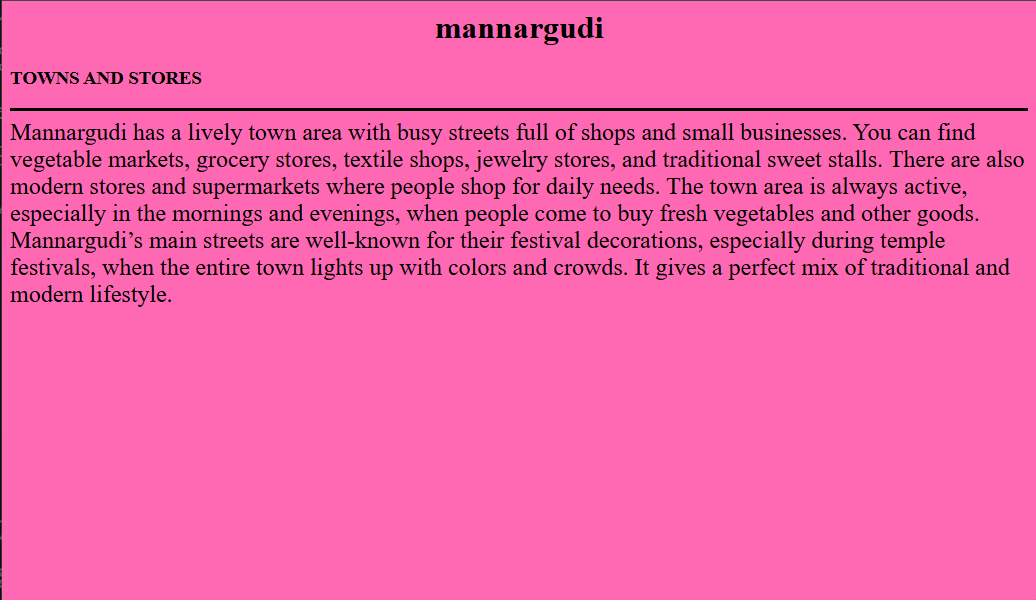 mannargudi
TOWNS AND STORES
Mannargudi has a lively town area with busy streets full of shops and small businesses. You can find
vegetable markets, grocery stores, textile shops, jewelry stores, and traditional sweet stalls. There are also
modern stores and supermarkets where people shop for daily needs. The town area is always active,
especially in the mornings and evenings, when people come to buy fresh vegetables and other goods.
Mannargudi’s main streets are well-known for their festival decorations, especially during temple
festivals, when the entire town lights up with colors and crowds. It gives a perfect mix of traditional and
modern lifestyle.